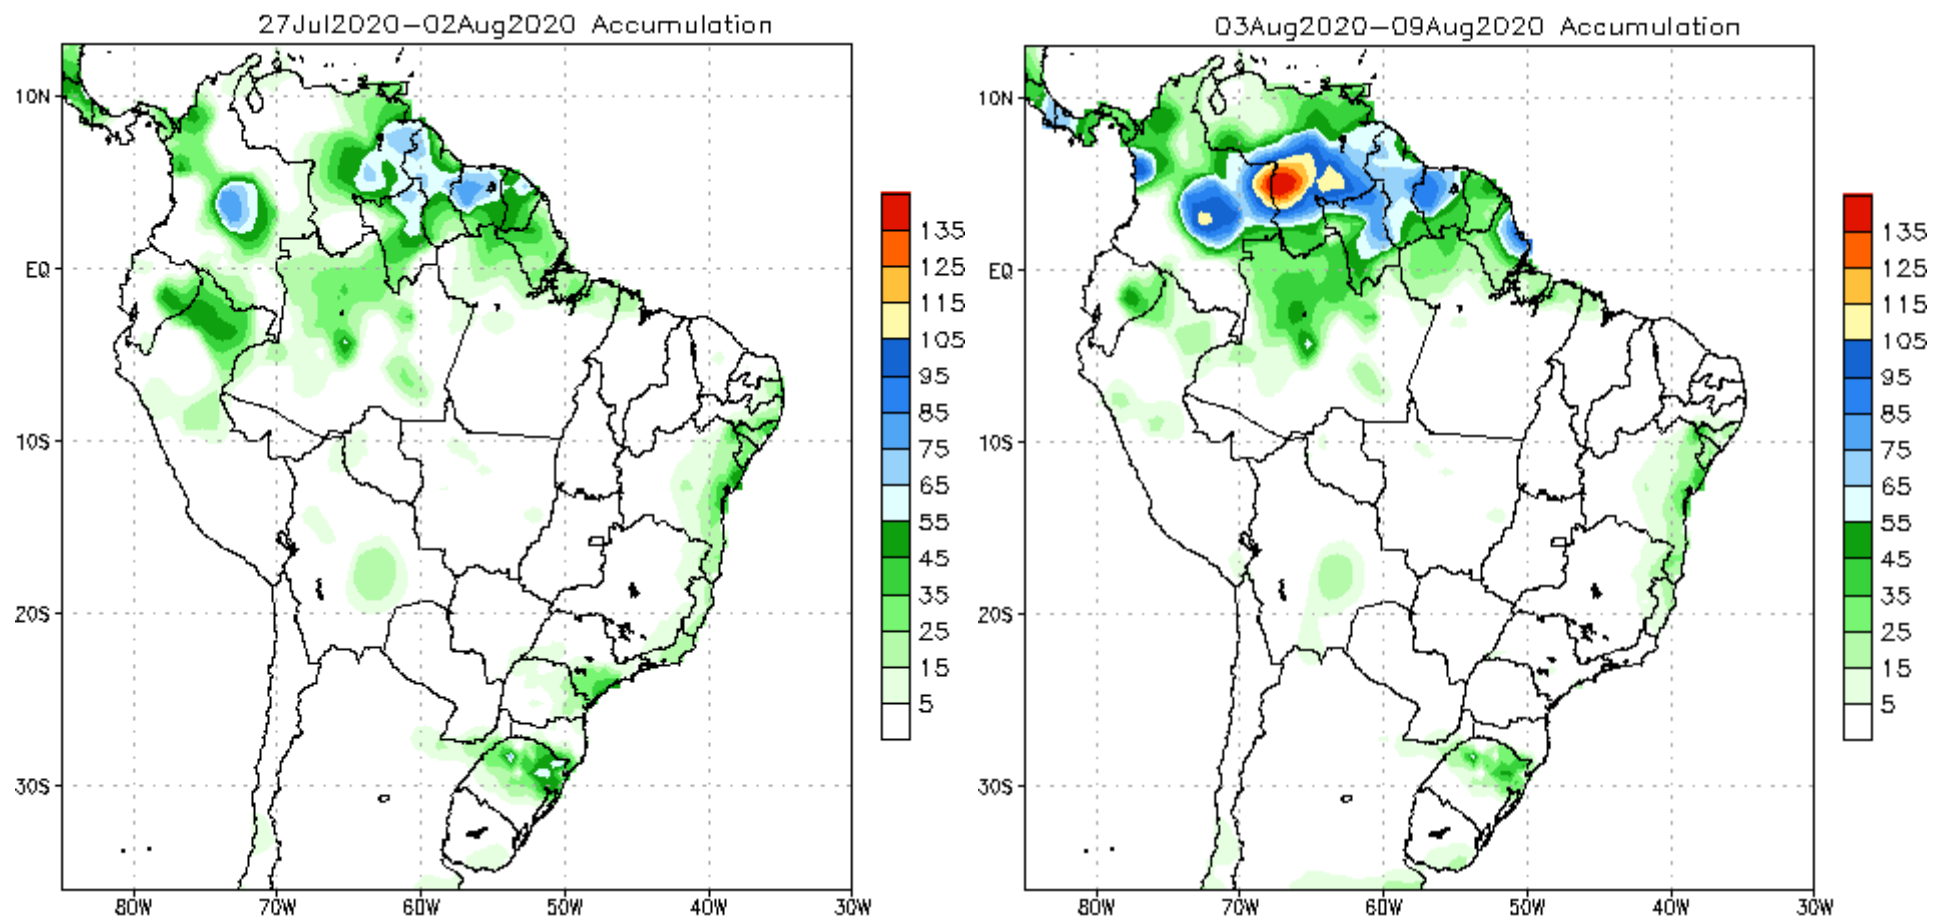 27Jul2020-02Aug2020 Accumulation
10N
EQ
10S
20S
30S
80W 70W 60W 50W 40W 30W
135
125
115
105
95
85
75
65
55
45
35
25
15
5
03Aug2020-09Aug2020 Accumulation
10N
EQ
10S
20S
30S
80W 70W 60W 50W 40W 30W
135
125
115
105
95
85
75
65
55
45
35
25
15
5